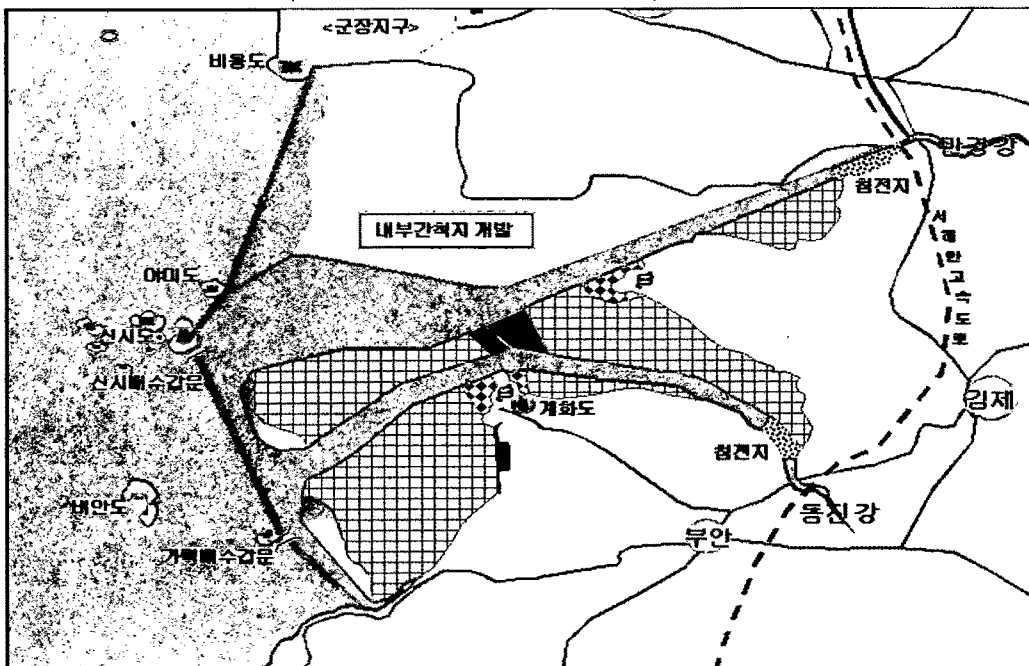 <군장지구>
비응도
만경강
침전지
내부간척지 개발
서해안고속도로
야미도
신시도
신시배수갑문
김제
계화도
침전지
비안도
동진강
부안
가력배수갑문